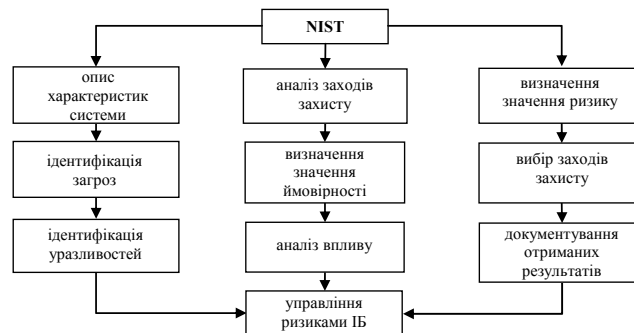 NIST
опис
характеристик
системи
ідентифікація
загроз
ідентифікація
уразливостей
аналіз заходів
захисту
визначення
значення
ймовірності
аналіз впливу
визначення
значення ризику
вибір заходів
захисту
документування
отриманих
результатів
управління
ризиками ІБ